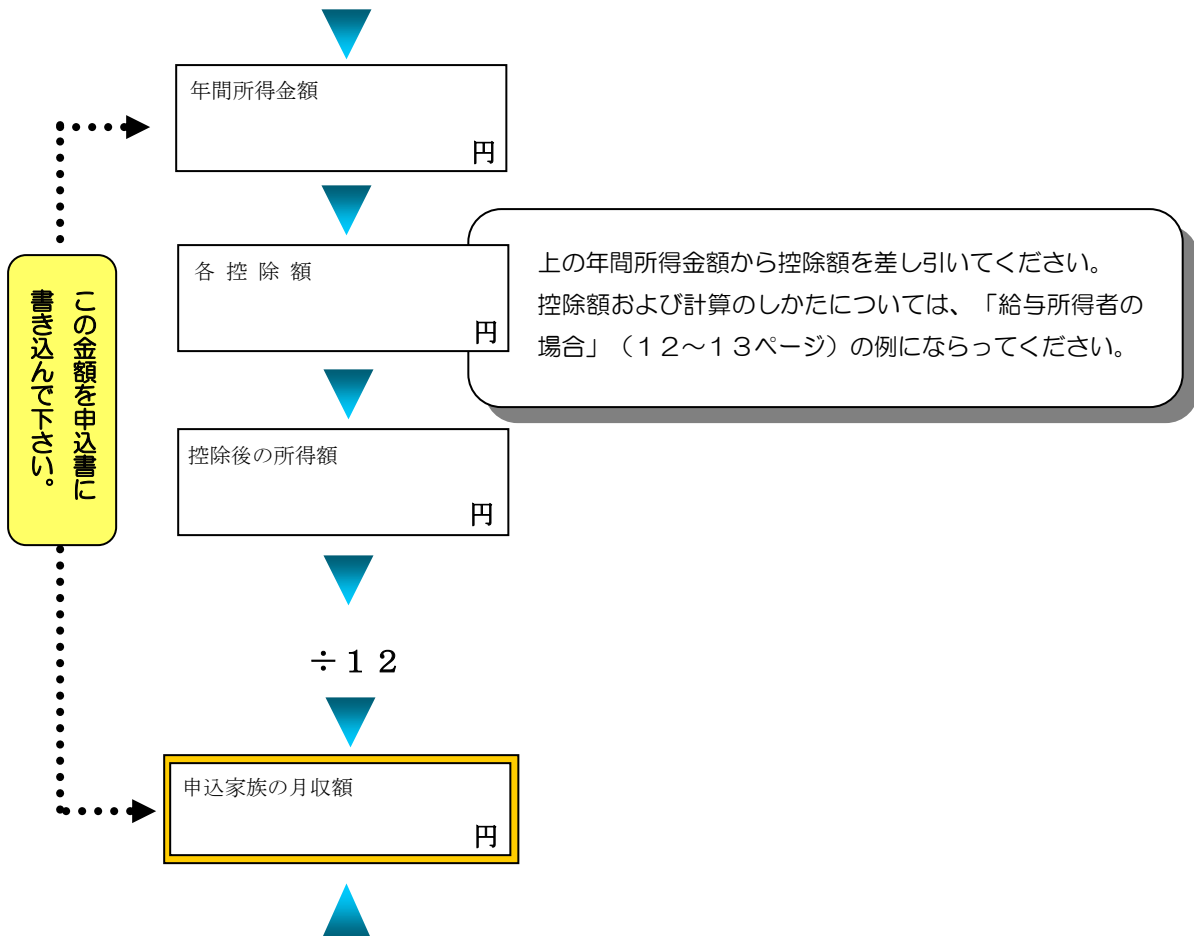 年間所得金額
円
各 控 除 額
円
上の年間所得金額から控除額を差し引いてください。
控除額および計算のしかたについては、「給与所得者の
場合」（１２～１３ページ）の例にならってください。
この金額を申込書に
書き込んで下さい。
控除後の所得額
円
÷１２
申込家族の月収額
円